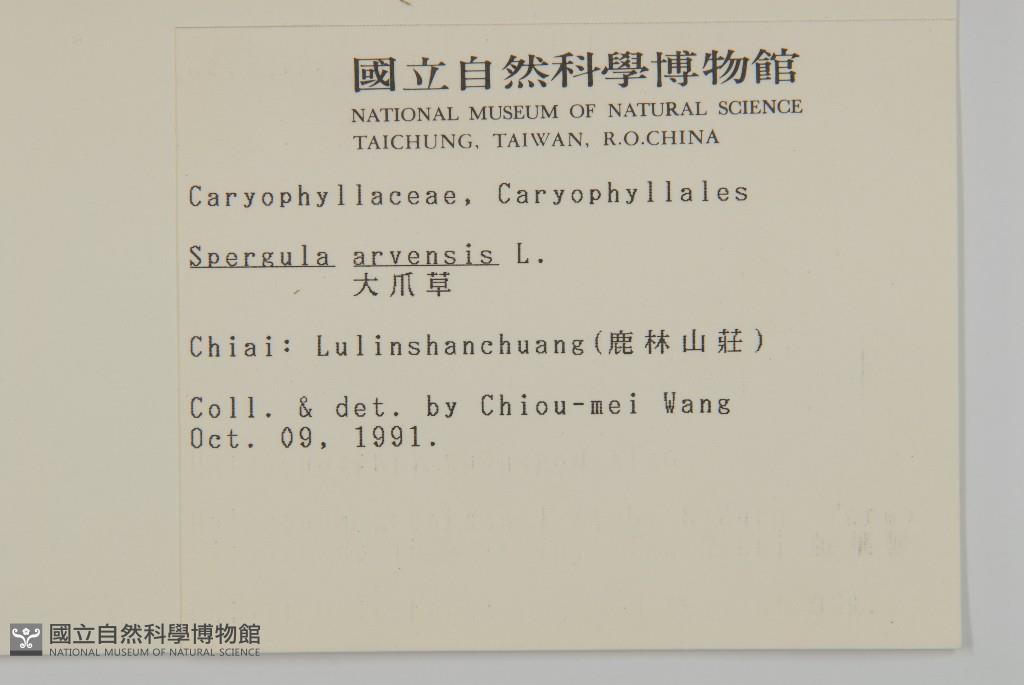 國立自然科學博物館
NATIONAL MUSEUM OF NATURAL SCIENCE
TAICHUNG, TAIWAN, R.O.CHINA
Caryophyllaceae, Caryophyllales
Spergula arvensis L.
大爪草
Chiai: Lulinshanchuang(鹿林山莊)
Coll. & det. by Chiou-mei Wang
Oct. 09, 1991.
國立自然科學博物館
NATIONAL MUSEUM OF NATURAL SCIENCE